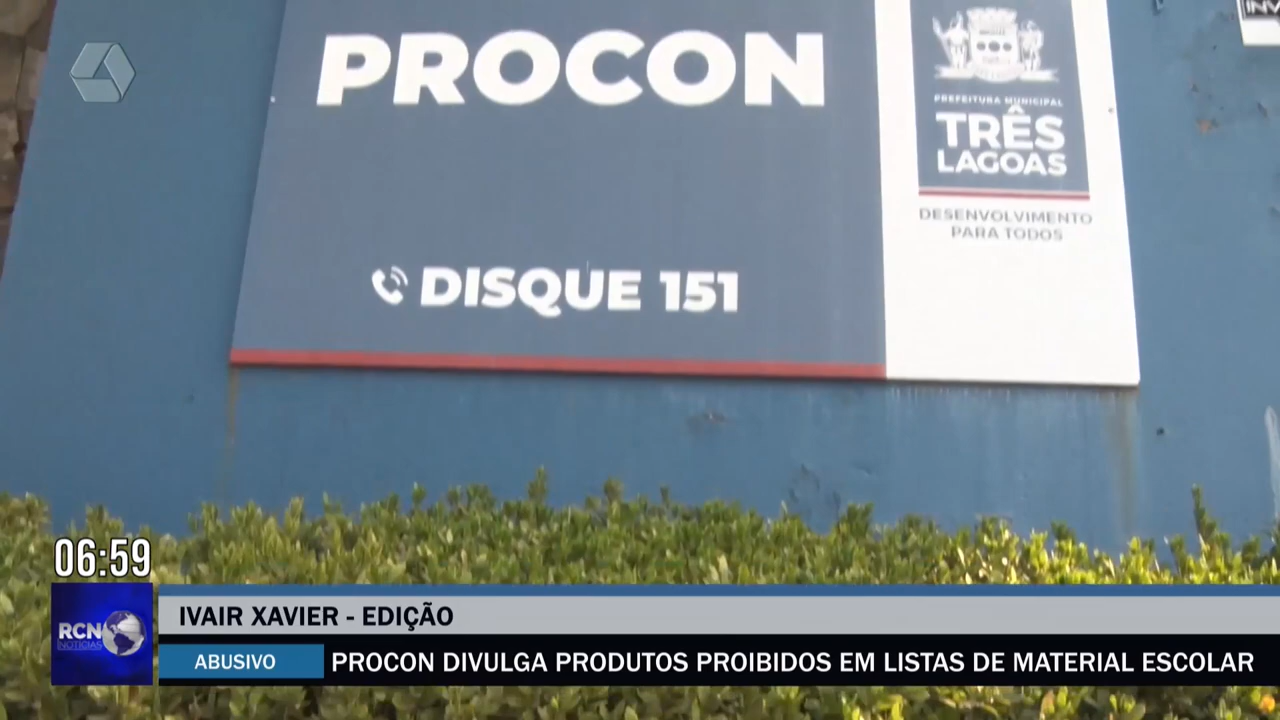 PROCON
DISQUE 151
PREFEITURA MUNICIPAL
TRÊS
LAGOAS
DESENVOLVIMENTO
PARA TODOS
INV
06:59
RCN
NOTÍCIAS
IVAIR XAVIER - EDIÇÃO
ABUSIVO
PROCON DIVULGA PRODUTOS PROIBIDOS EM LISTAS DE MATERIAL ESCOLAR